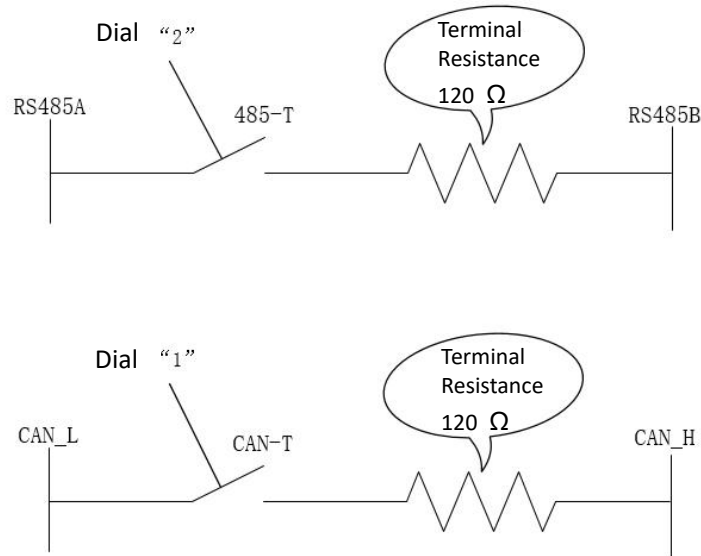 Dial “2”
Terminal
Resistance
120 Ω
RS485A
485-T
RS485B
Dial “1”
Terminal
Resistance
120 Ω
CAN_L
CAN-T
CAN_H